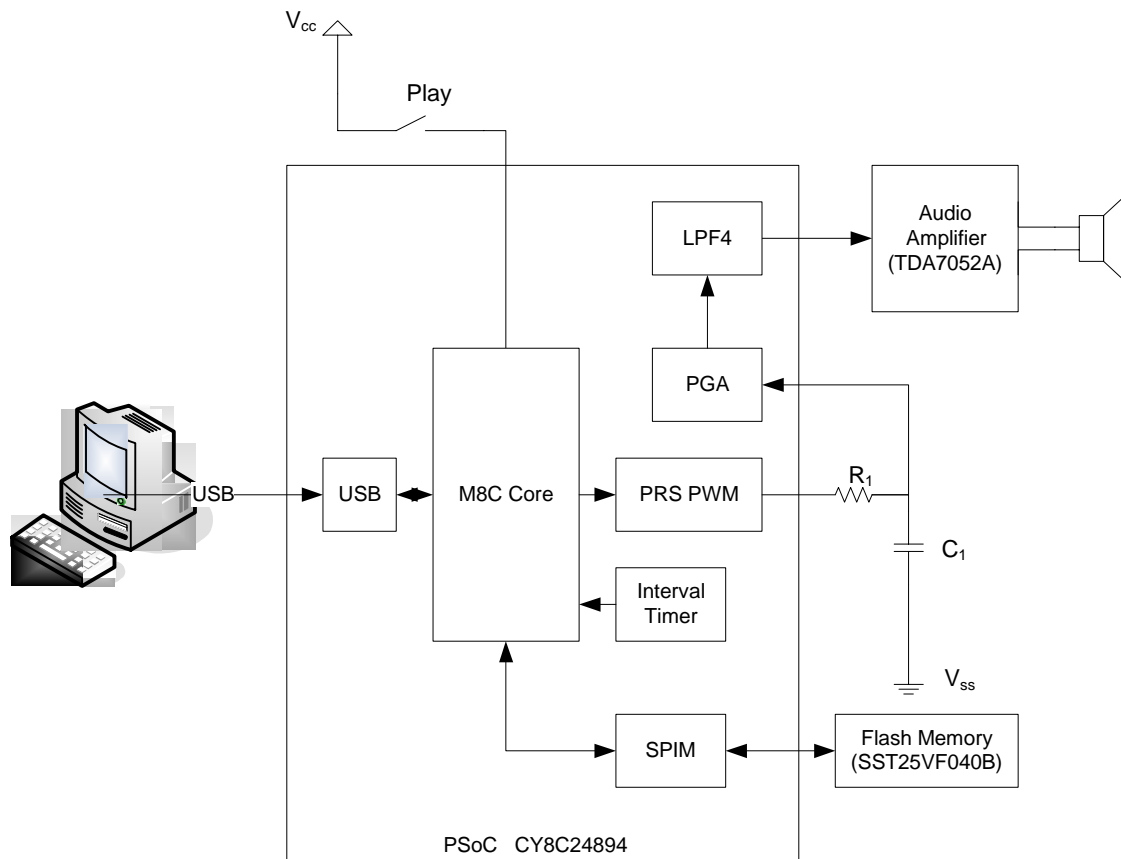 Vcc
Play
LPF4
Audio
Amplifier
(TDA7052A)
PGA
USB
USB
M8C Core
PRS PWM
R1
C1
Interval
Timer
Vss
SPIM
Flash Memory
(SST25VF040B)
PSoC CY8C24894